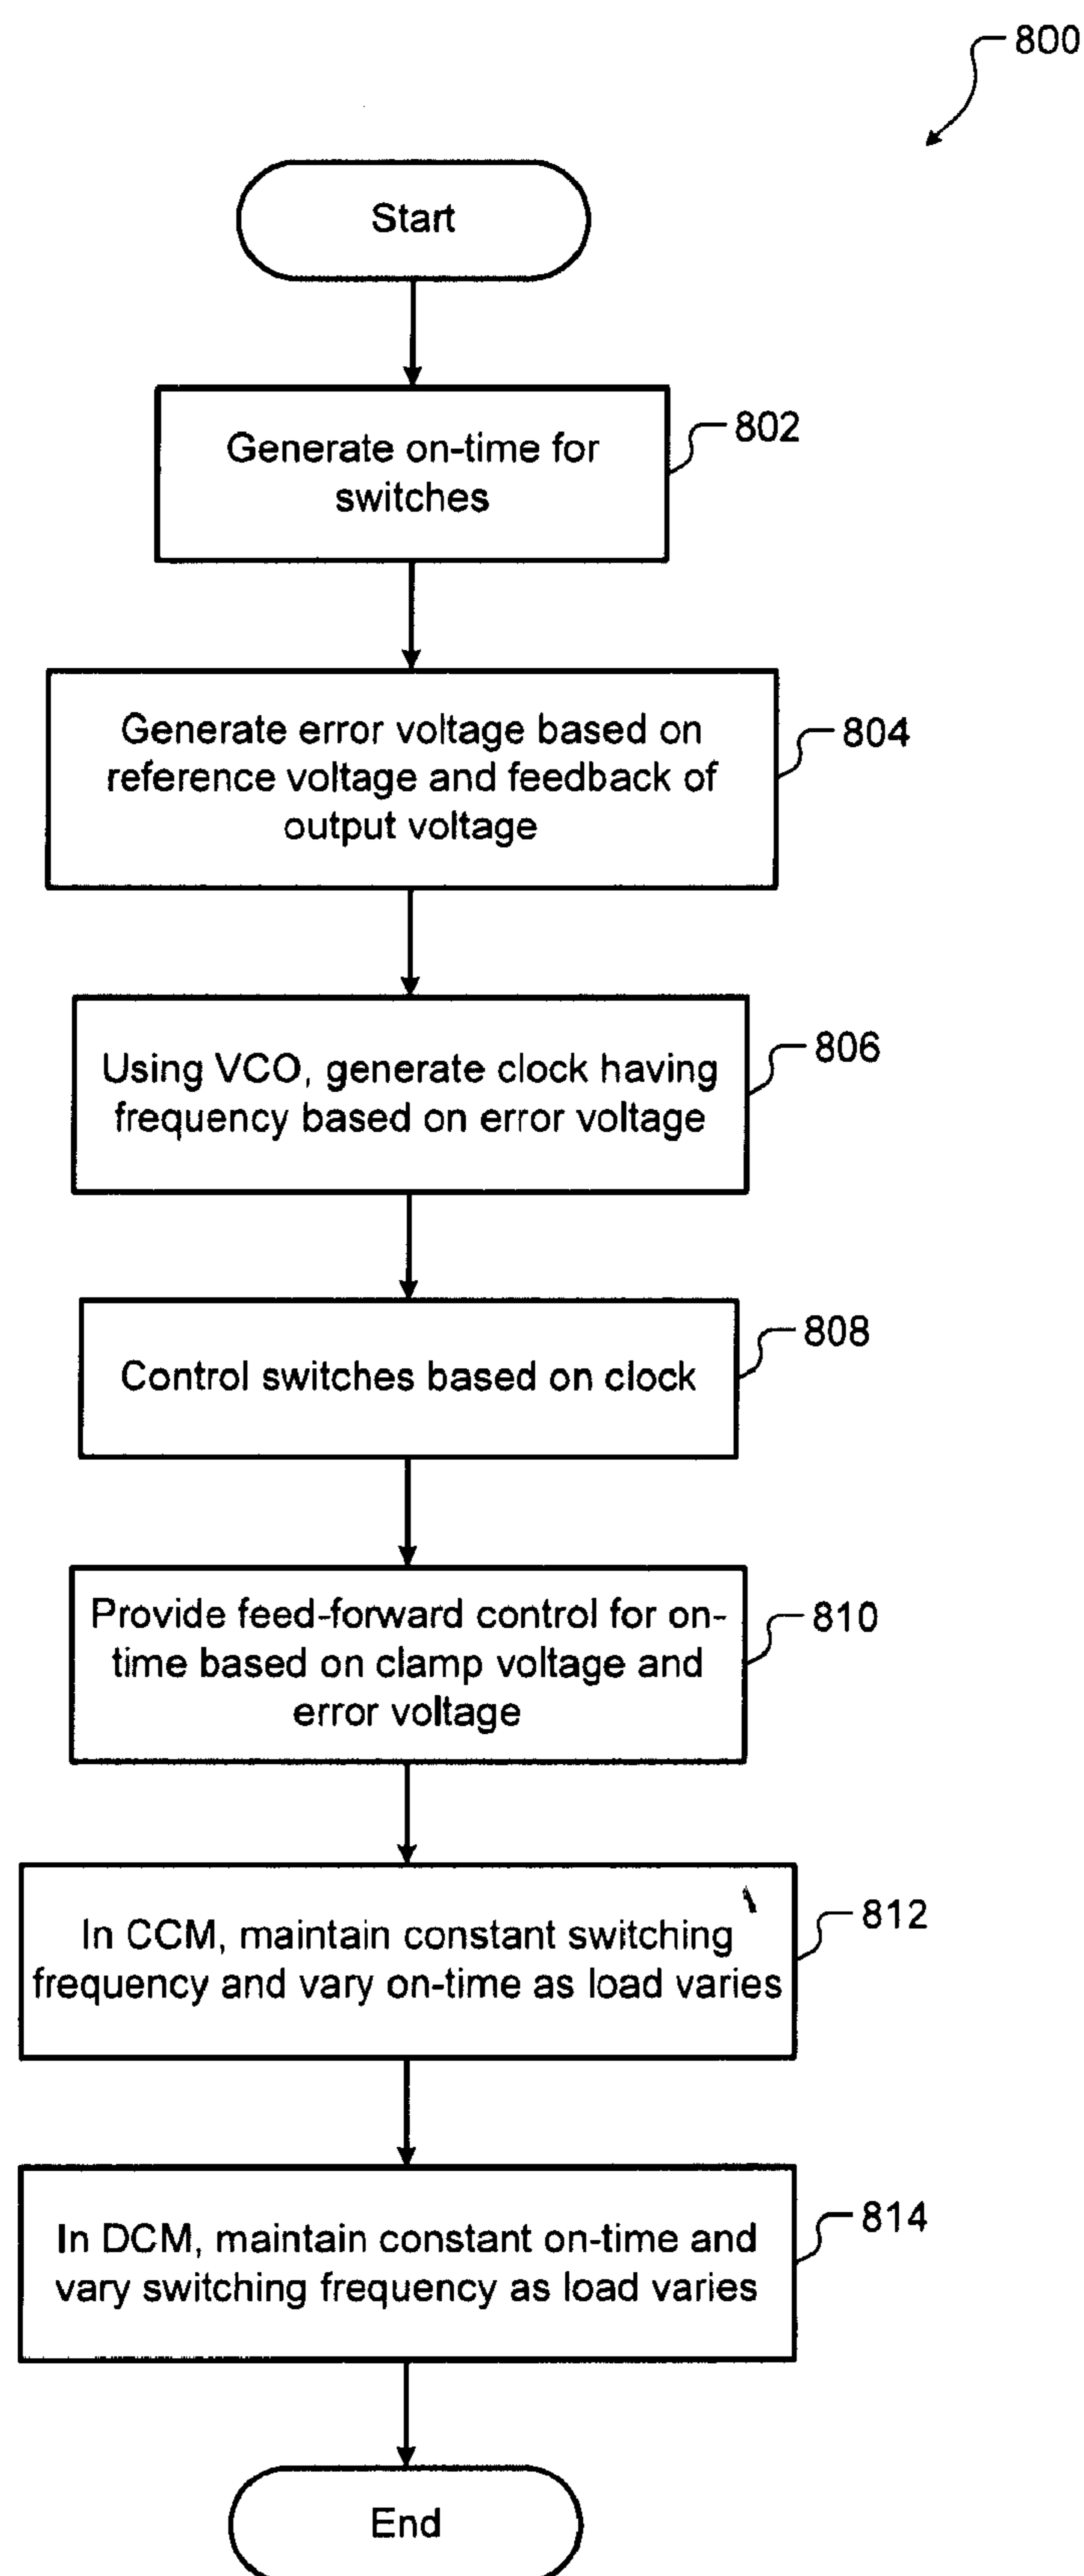 800
Start
Generate on-time for
switches
802
Generate error voltage based on
reference voltage and feedback of
output voltage
804
Using VCO, generate clock having
frequency based on error voltage
806
Control switches based on clock
808
Provide feed-forward control for on-
time based on clamp voltage and
error voltage
810
In CCM, maintain constant switching
frequency and vary on-time as load varies
812
In DCM, maintain constant on-time and
vary switching frequency as load varies
814
End